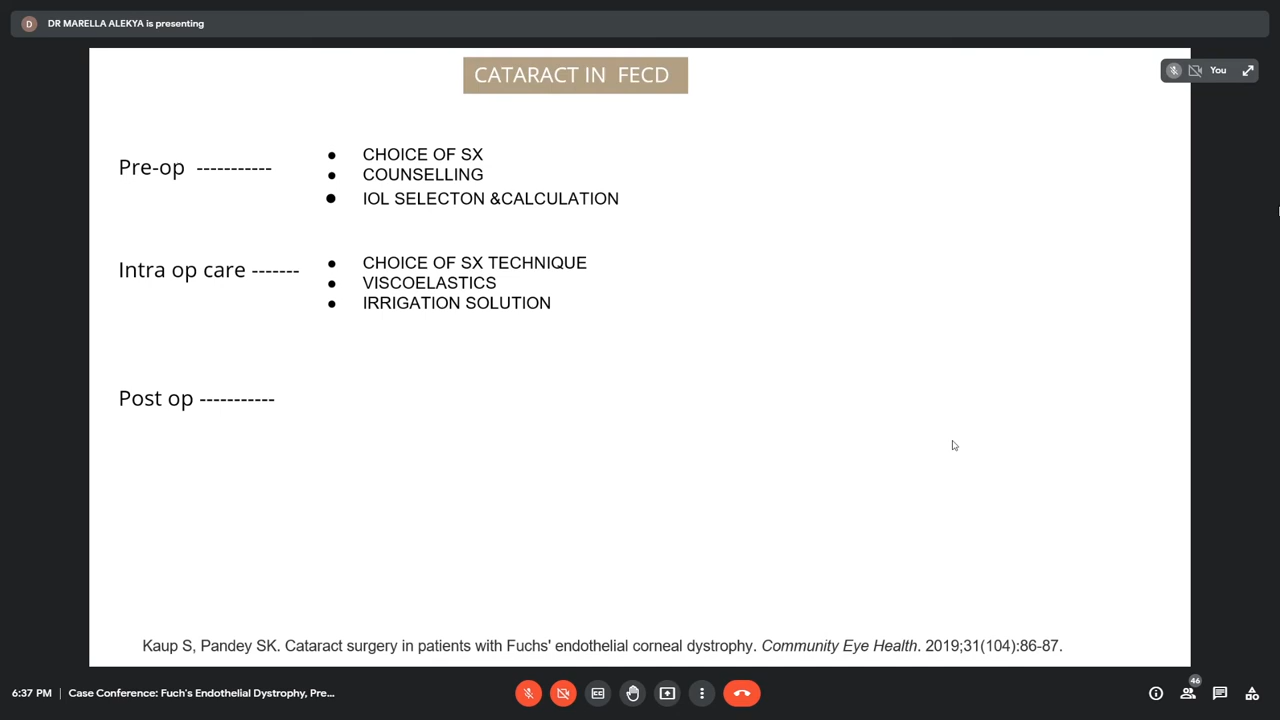 D
DR MARELLA ALEKYA is presenting
You
CATARACT IN FECD
Pre-op -----------
● CHOICE OF SX
● COUNSELLING
● IOL SELECTON &CALCULATION
Intra op care -------
● CHOICE OF SX TECHNIQUE
● VISCOELASTICS
● IRRIGATION SOLUTION
Post op -----------
Kaup S, Pandey SK. Cataract surgery in patients with Fuchs' endothelial corneal dystrophy. Community Eye Health. 2019;31(104):86-87.
6:37 PM | Case Conference: Fuch's Endothelial Dystrophy, Pre...
46